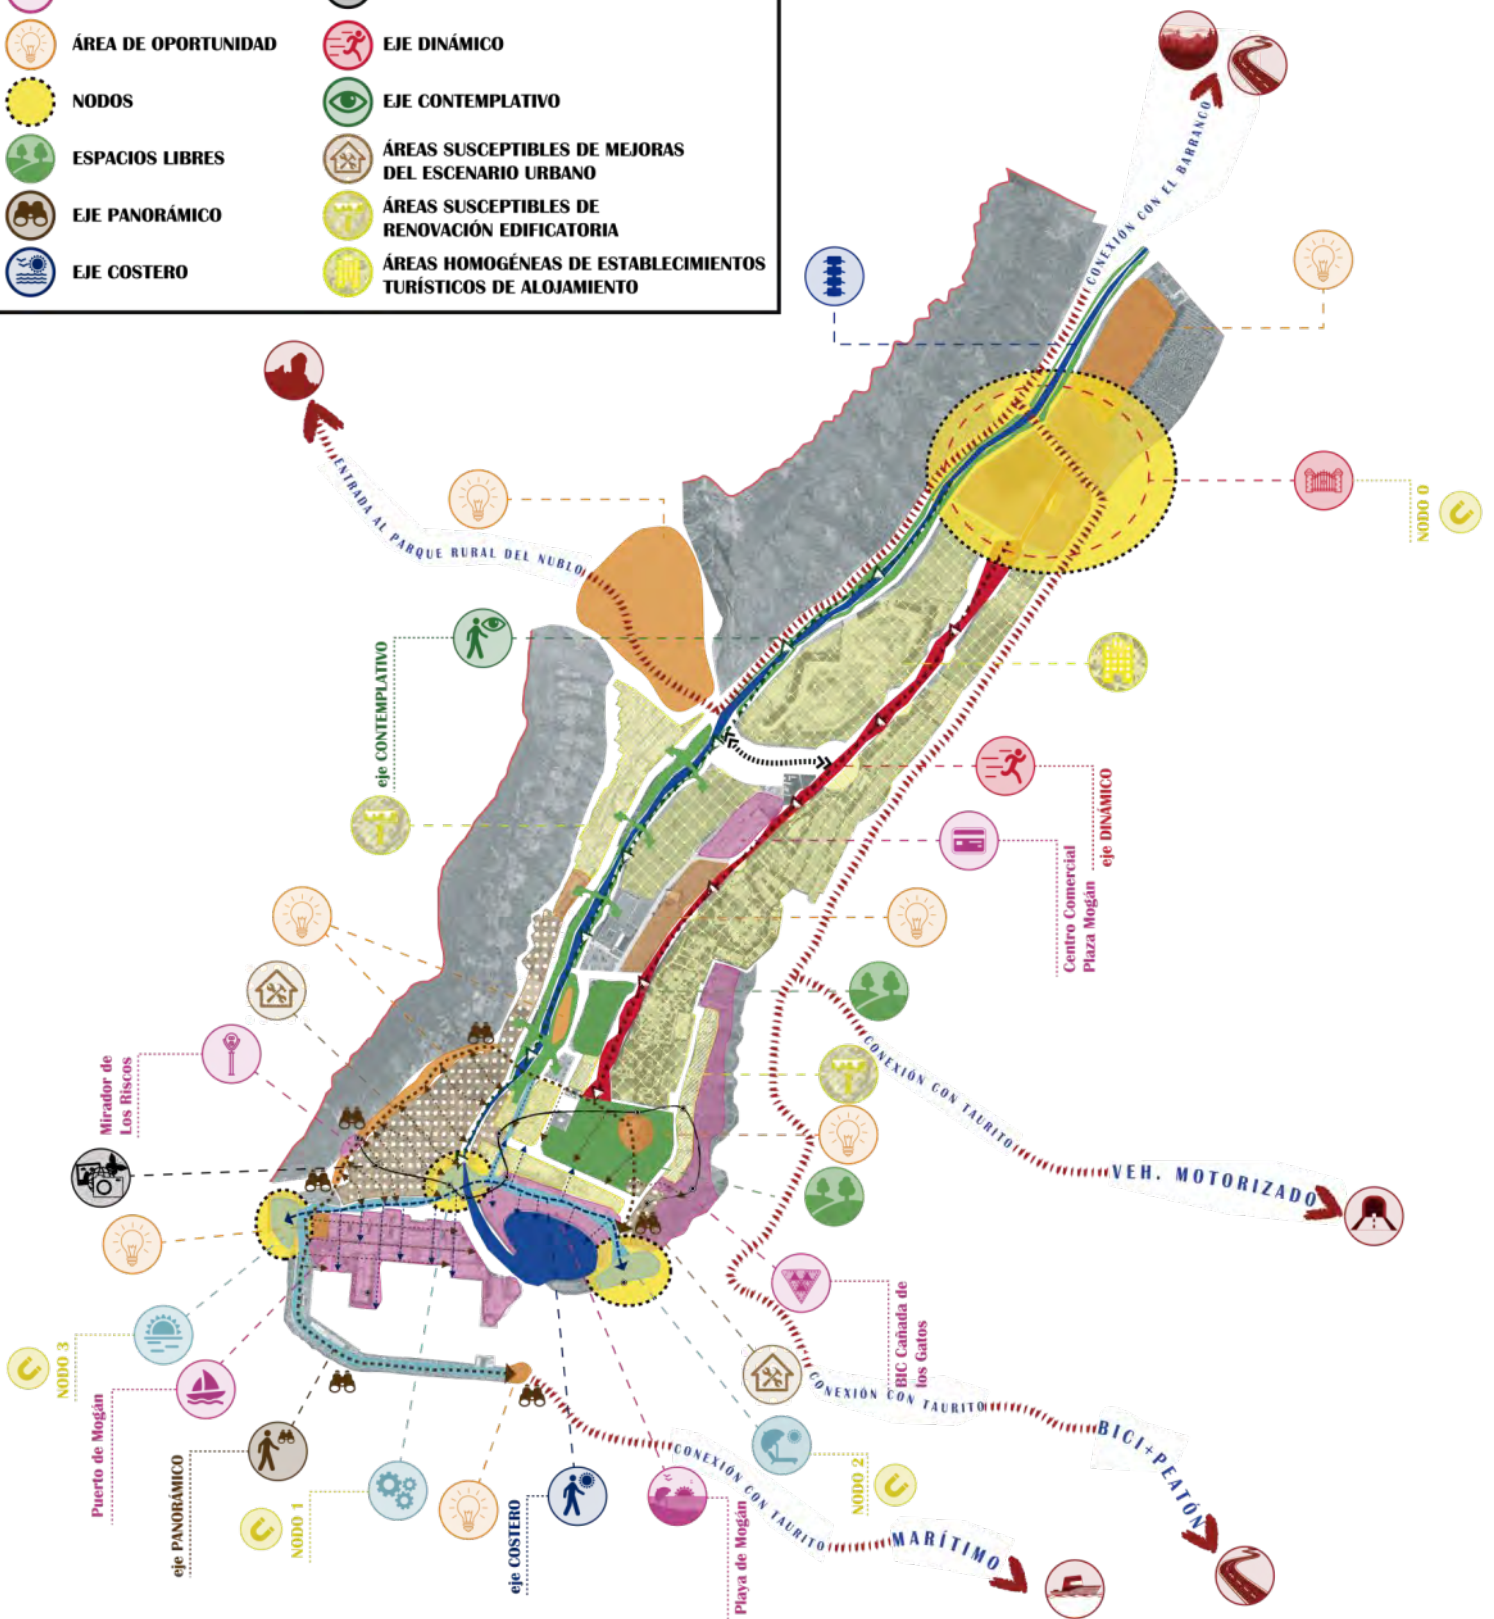 ÁREA DE OPORTUNIDAD
EJE DINÁMICO
NODOS
EJE CONTEMPLATIVO
ESPACIOS LIBRES
ÁREAS SUSCEPTIBLES DE MEJORAS
DEL ESCENARIO URBANO
EJE PANORÁMICO
ÁREAS SUSCEPTIBLES DE
RENOVACIÓN EDIFICATORIA
EJE COSTERO
ÁREAS HOMOGÉNEAS DE ESTABLECIMIENTOS
TURÍSTICOS DE ALOJAMIENTO
CONEXIÓN CON EL BARRANCO
ENTRADA AL PARQUE RURAL DEL NUBLO
NODO 0
eje CONTEMPLATIVO
eje DINÁMICO
Centro Comercial
Plaza Mogán
Mirador de
Los Riscos
CONEXIÓN CON TAURITO
VEH. MOTORIZADO
BIC Cañada de
los Gatos
NODO 3
Puerto de Mogán
eje PANORÁMICO
NODO 1
eje COSTERO
Playa de Mogán
NODO 2
CONEXIÓN CON TAURITO
BICI+PEATÓN
CONEXIÓN CON TAURITO
MARÍTIMO